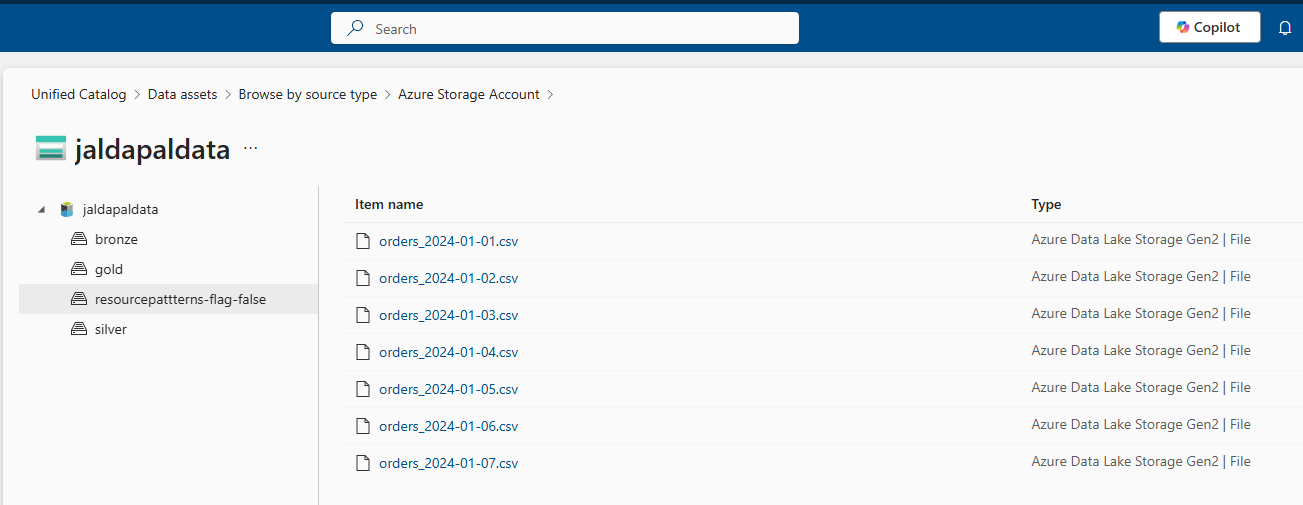 Search
Copilot
Unified Catalog > Data assets > Browse by source type > Azure Storage Account >
jaldapaldata ...
jaldapaldata
bronze
gold
resourcepattterns-flag-false
silver
Item name Type
orders_2024-01-01.csv Azure Data Lake Storage Gen2 | File
orders_2024-01-02.csv Azure Data Lake Storage Gen2 | File
orders_2024-01-03.csv Azure Data Lake Storage Gen2 | File
orders_2024-01-04.csv Azure Data Lake Storage Gen2 | File
orders_2024-01-05.csv Azure Data Lake Storage Gen2 | File
orders_2024-01-06.csv Azure Data Lake Storage Gen2 | File
orders_2024-01-07.csv Azure Data Lake Storage Gen2 | File